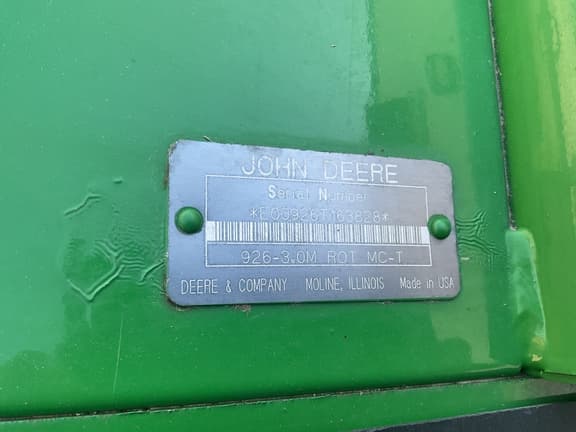 JOHN DEERE
Serial Number
*E00926T163828*
926-3.0M ROT MC-T
DEERE & COMPANY MOLINE, ILLINOIS Made in USA